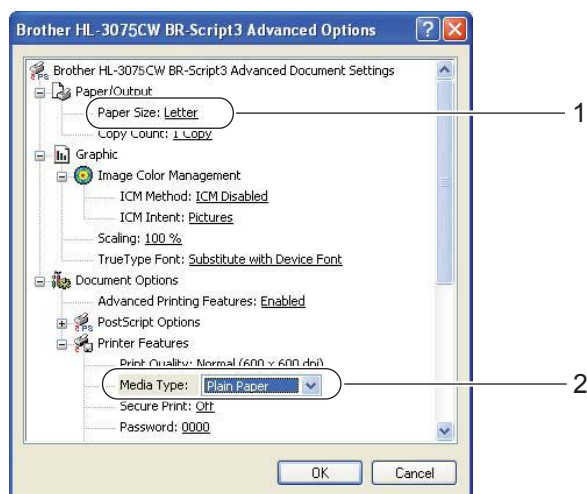 Brother HL-3075CW BR-Script3 Advanced Options
Brother HL-3075CW BR-Script3 Advanced Document Settings
Paper/Output
Paper Size: Letter
1
Copy Count: 1 Copy
Graphic
Image Color Management
ICM Method: ICM Disabled
ICM Intent: Pictures
Scaling: 100 %
TrueType Font: Substitute with Device Font
Document Options
Advanced Printing Features: Enabled
PostScript Options
Printer Features
Print Quality: Normal (600 x 600 dpi)
Media Type: Plain Paper
2
Secure Print: Off
Password: 0000
OK
Cancel